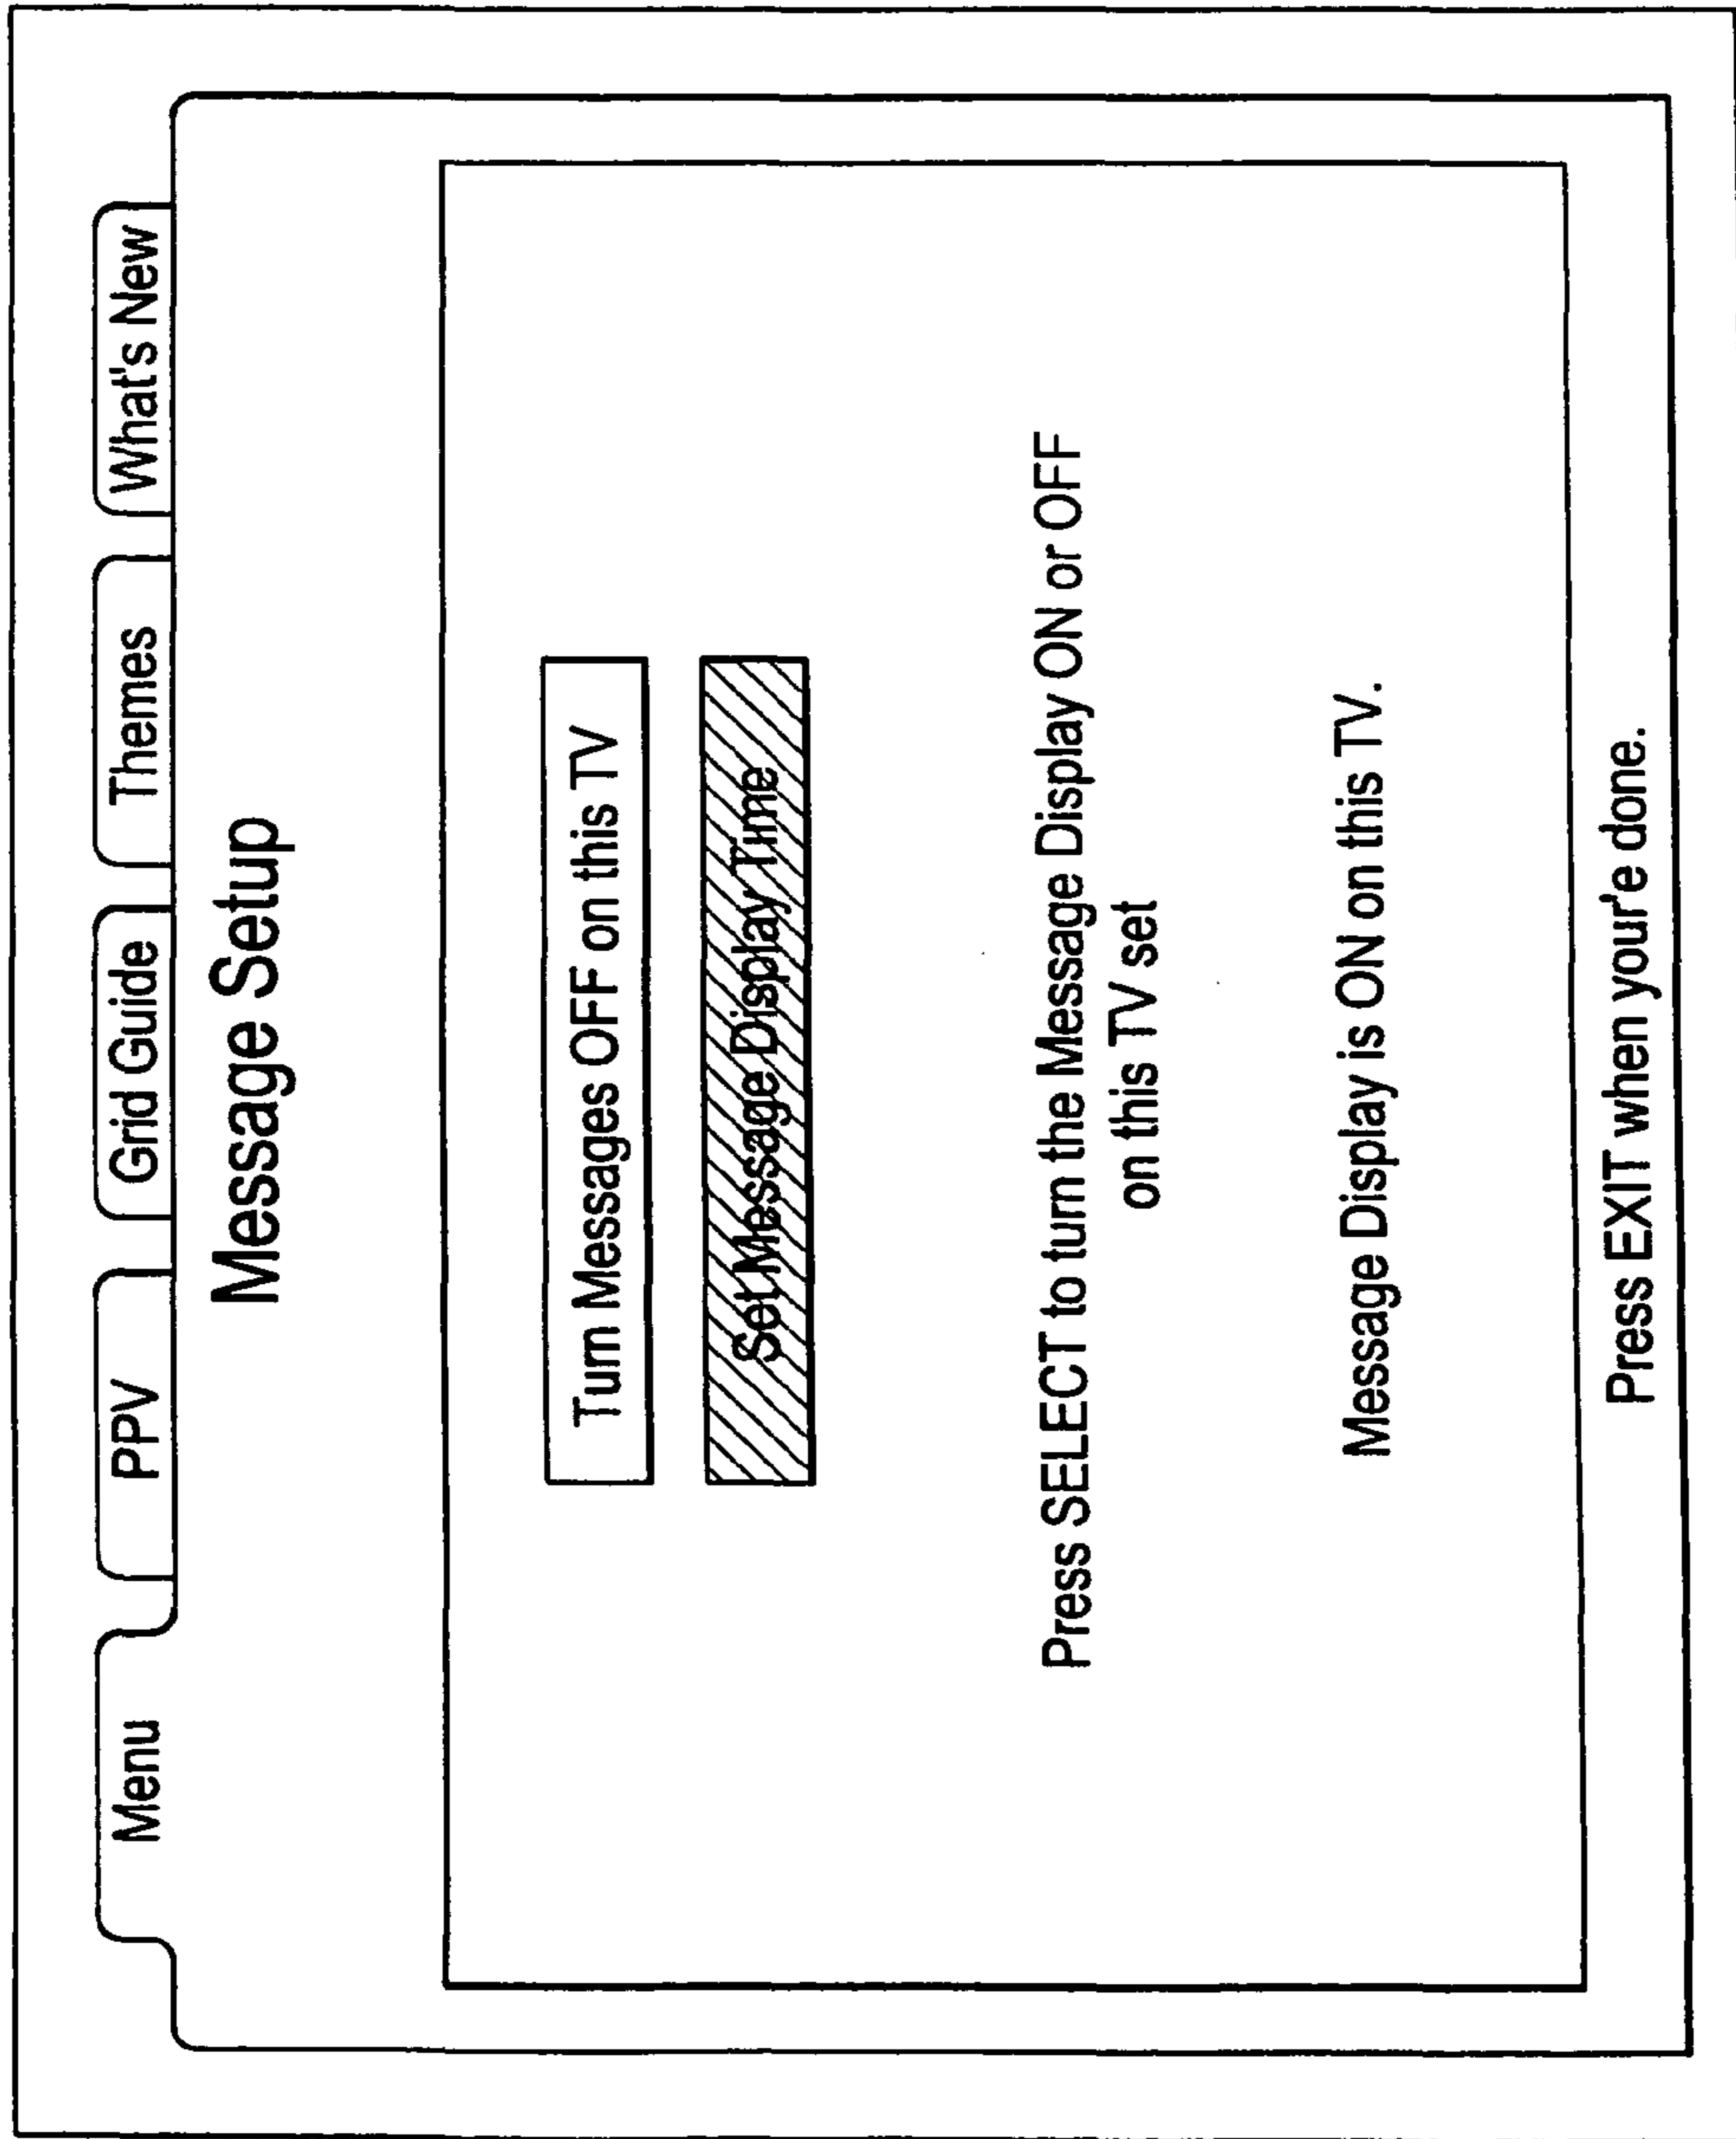 Menu PPV Grid Guide Themes What's New
Message Setup
Turn Messages OFF on this TV
Set Message Display Time
Press SELECT to turn the Message Display ON or OFF
on this TV set
Message Display is ON on this TV.
Press EXIT when your'e done.